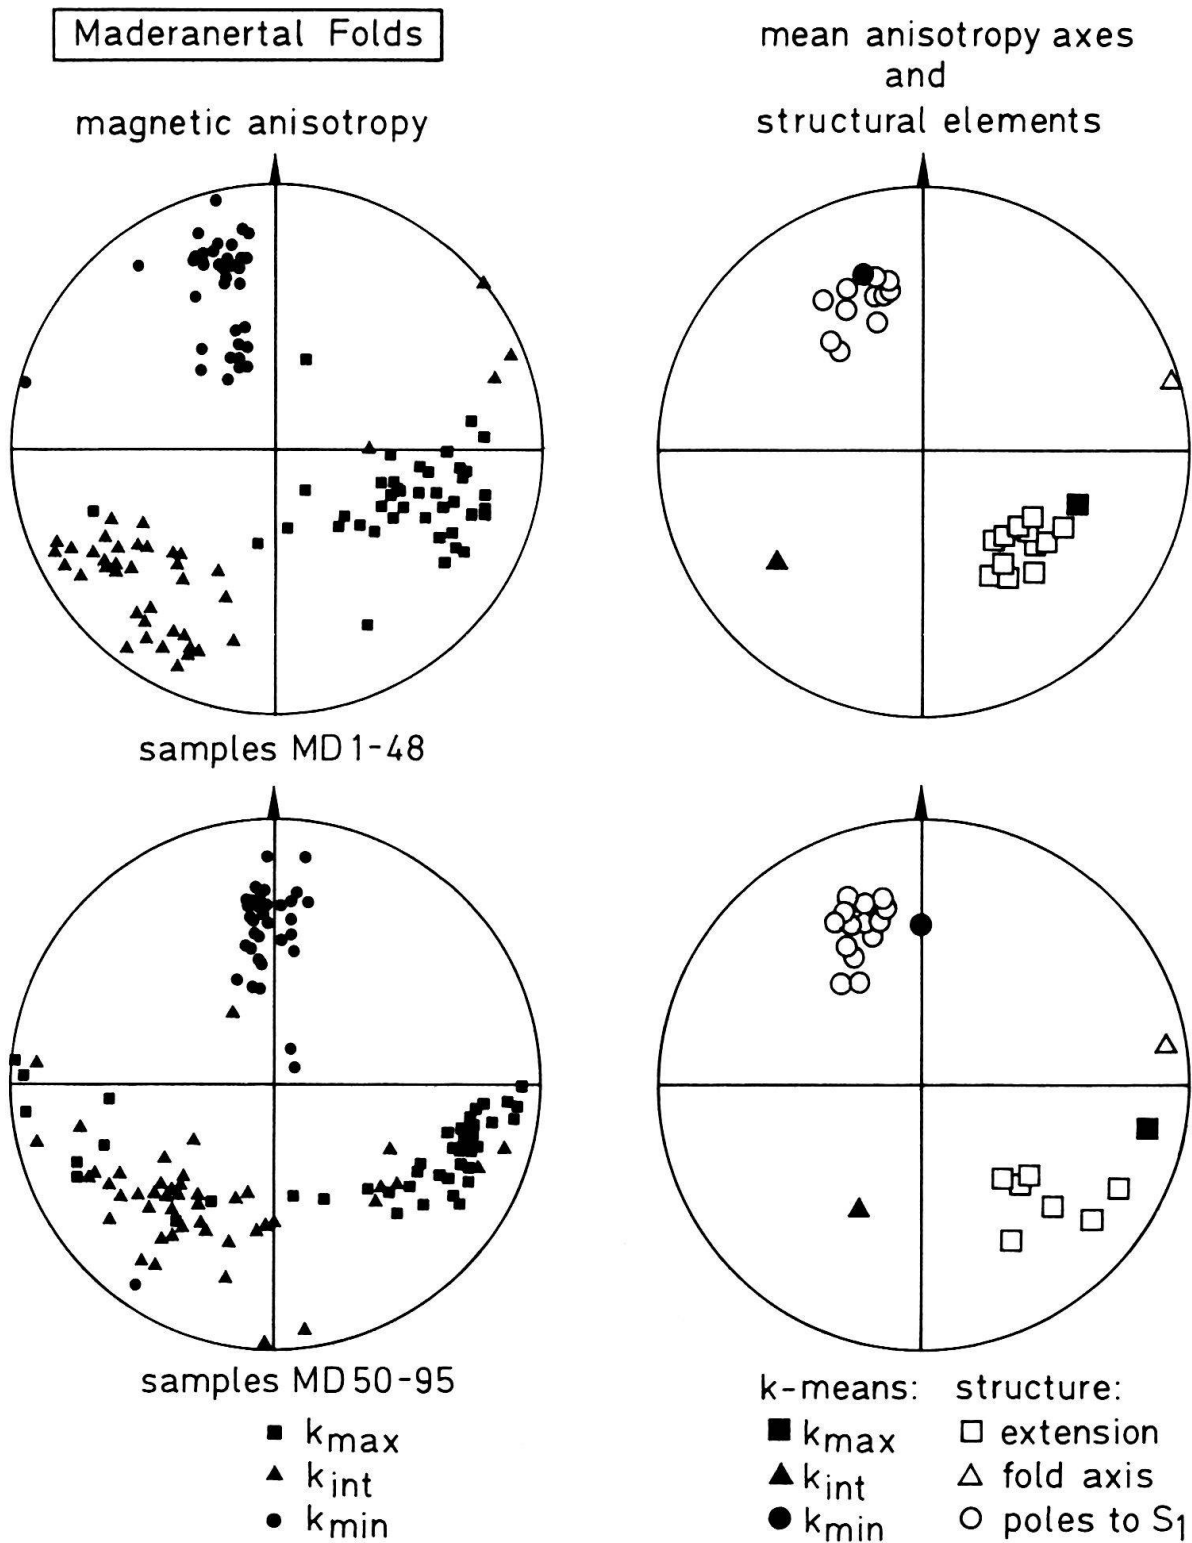 Maderanertal Folds
magnetic anisotropy
mean anisotropy axes
and
structural elements
samples MD 1-48
samples MD 50-95
kmax
kint
kmin
k-means: structure:
kmax extension
kint fold axis
kmin poles to S1